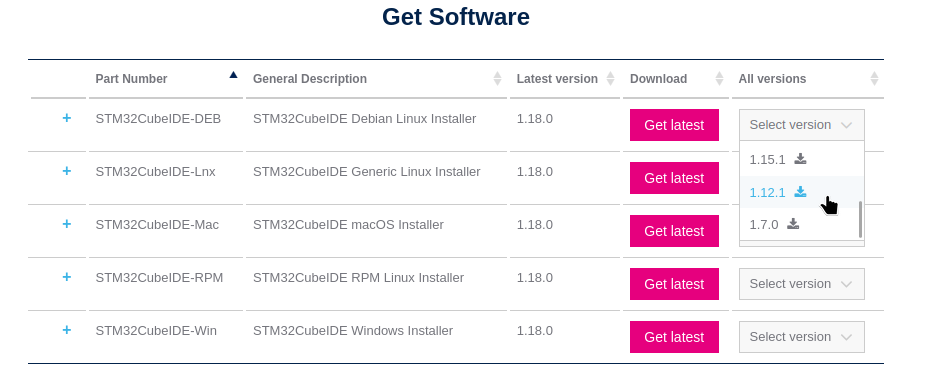 Get Software
Part Number General Description Latest version Download All versions
+ STM32CubeIDE-DEB STM32CubeIDE Debian Linux Installer 1.18.0 Get latest Select version
1.15.1
+ STM32CubeIDE-Lnx STM32CubeIDE Generic Linux Installer 1.18.0 Get latest
1.12.1
+ STM32CubeIDE-Mac STM32CubeIDE macOS Installer 1.18.0 Get latest 1.7.0
+ STM32CubeIDE-RPM STM32CubeIDE RPM Linux Installer 1.18.0 Get latest Select version
+ STM32CubeIDE-Win STM32CubeIDE Windows Installer 1.18.0 Get latest Select version